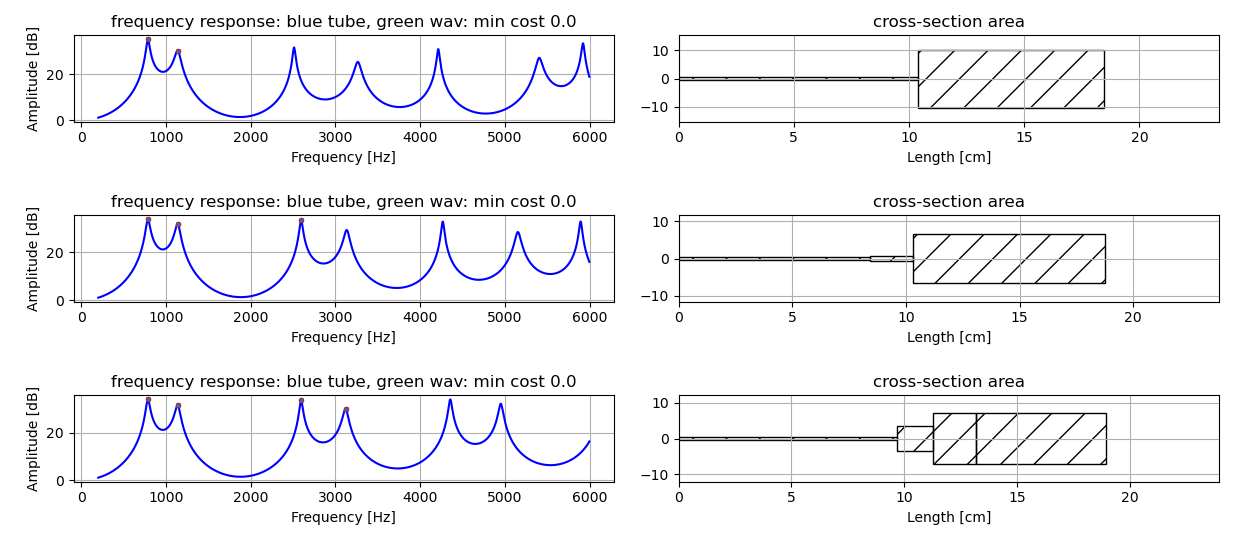 frequency response: blue tube, green wav: min cost 0.0
Amplitude [dB]
20
0
0 1000 2000 3000 4000 5000 6000
Frequency [Hz]
cross-section area
10
0
−10
0 5 10 15 20
Length [cm]
frequency response: blue tube, green wav: min cost 0.0
Amplitude [dB]
20
0
0 1000 2000 3000 4000 5000 6000
Frequency [Hz]
cross-section area
10
0
−10
0 5 10 15 20
Length [cm]
frequency response: blue tube, green wav: min cost 0.0
Amplitude [dB]
20
0
0 1000 2000 3000 4000 5000 6000
Frequency [Hz]
cross-section area
10
0
−10
0 5 10 15 20
Length [cm]